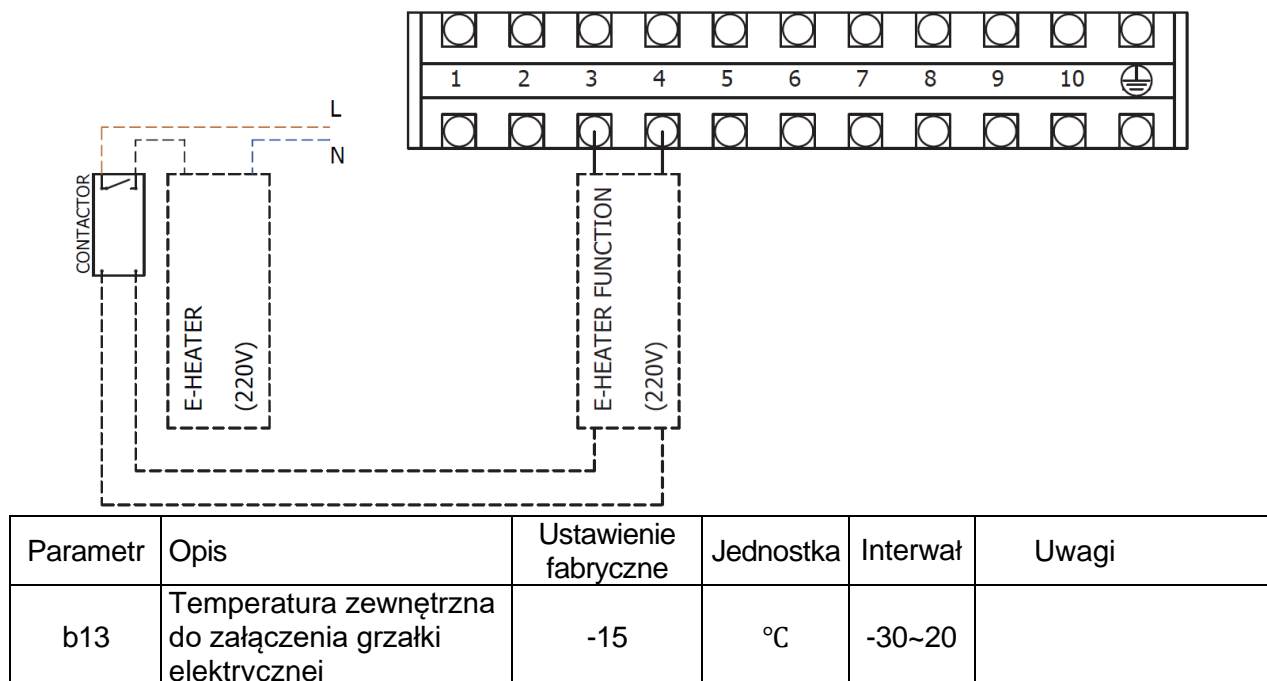 1 2 3 4 5 6 7 8 9 10
L
N
CONTACTOR
E-HEATER
(220V)
E-HEATER FUNCTION
(220V)
Parametr Opis Ustawienie fabryczne Jednostka Interwał Uwagi
b13 Temperatura zewnętrzna do załączenia grzałki elektrycznej -15 °C -30~20